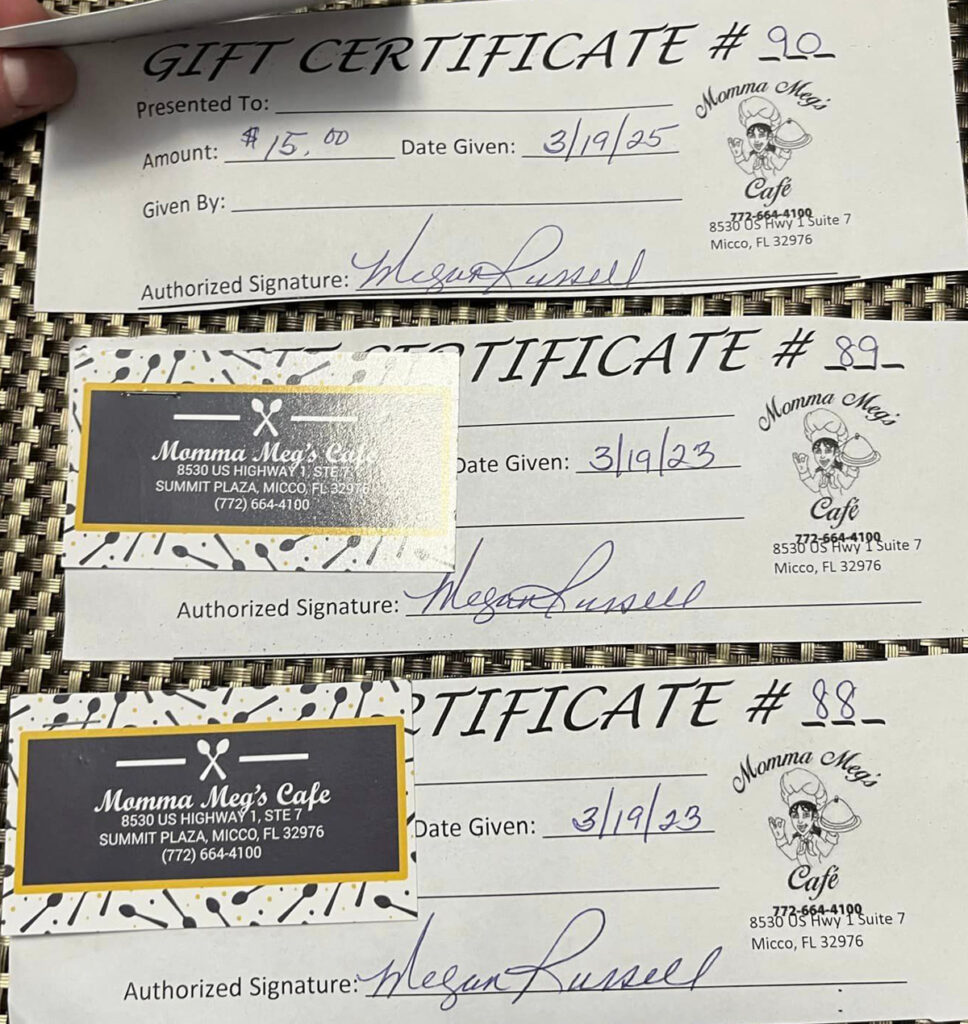 GIFT CERTIFICATE # 90
Presented To:
Momma Meg's
Amount: $15.00 Date Given: 3/19/25
Café
Given By:
772-664-4100
8530 US Hwy 1 Suite 7
Micco, FL 32976
Authorized Signature: Megan Russell
CERTIFICATE # 89
Momma Meg's
Momma Meg's Cafe
8530 US HIGHWAY 1, STE 7
SUMMIT PLAZA, MICCO, FL 32976
(772) 664-4100
Date Given: 3/19/23
Café
772-664-4100
8530 US Hwy 1 Suite 7
Micco, FL 32976
Authorized Signature: Megan Russell
RTIFICATE # 88
Momma Meg's
Momma Meg's Cafe
8530 US HIGHWAY 1, STE 7
SUMMIT PLAZA, MICCO, FL 32976
(772) 664-4100
Date Given: 3/19/23
Café
772-664-4100
8530 US Hwy 1 Suite 7
Micco, FL 32976
Authorized Signature: Megan Russell